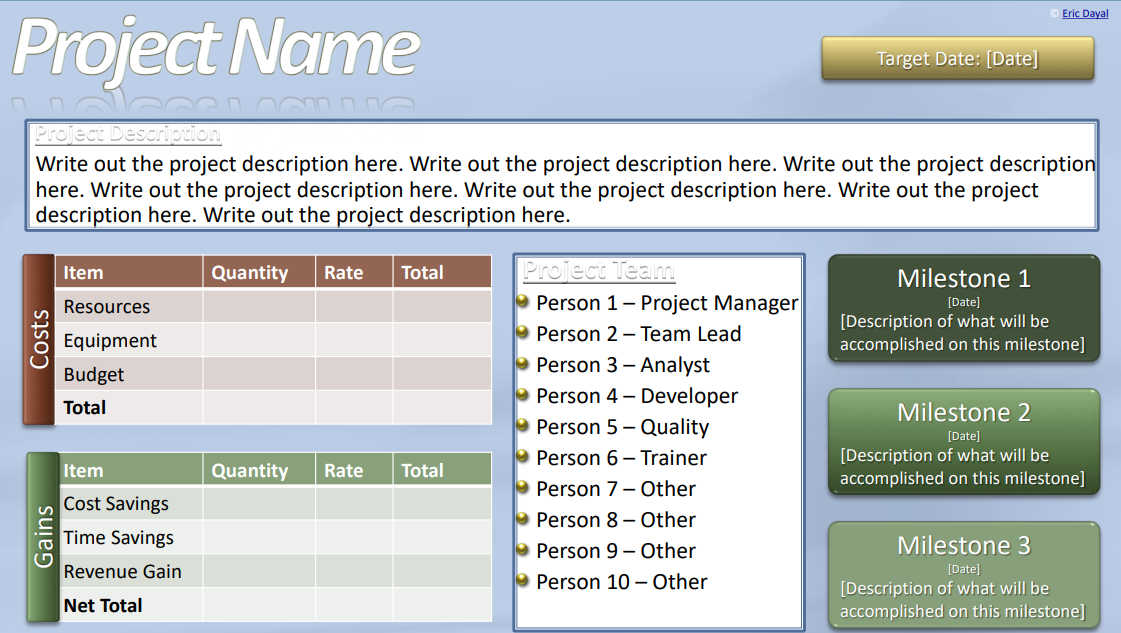 © Eric Dayal
Project Name
Target Date: [Date]
Project Description
Write out the project description here. Write out the project description here. Write out the project description
here. Write out the project description here. Write out the project description here. Write out the project
description here. Write out the project description here.
Costs
Item Quantity Rate Total
Resources
Equipment
Budget
Total
Gains
Item Quantity Rate Total
Cost Savings
Time Savings
Revenue Gain
Net Total
Project Team
Person 1 – Project Manager
Person 2 – Team Lead
Person 3 – Analyst
Person 4 – Developer
Person 5 – Quality
Person 6 – Trainer
Person 7 – Other
Person 8 – Other
Person 9 – Other
Person 10 – Other
Milestone 1
[Date]
[Description of what will be
accomplished on this milestone]
Milestone 2
[Date]
[Description of what will be
accomplished on this milestone]
Milestone 3
[Date]
[Description of what will be
accomplished on this milestone]